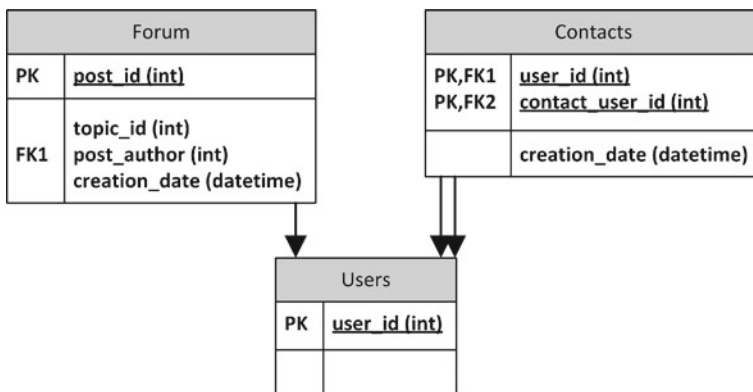 Forum
PK post_id (int)
topic_id (int)
FK1 post_author (int)
creation_date (datetime)
Contacts
PK,FK1 user_id (int)
PK,FK2 contact_user_id (int)
creation_date (datetime)
Users
PK user_id (int)